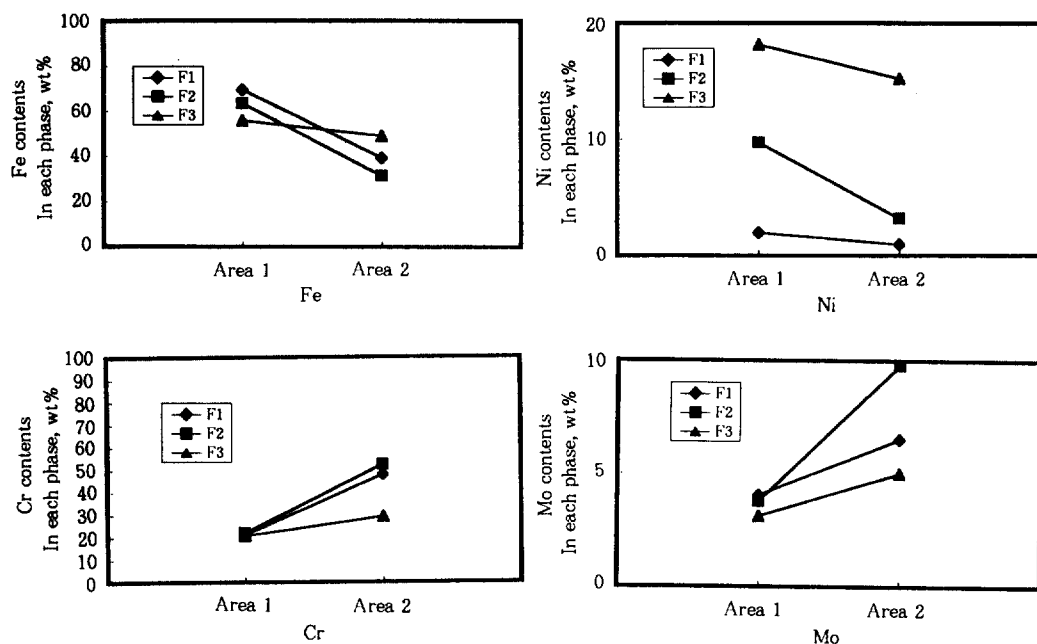 Fe contents
In each phase, wt%
100
80
60
40
20
0
F1
F2
F3
Area 1
Area 2
Fe
Ni contents
In each phase, wt%
20
10
0
F1
F2
F3
Area 1
Area 2
Ni
Cr contents
In each phase, wt%
100
90
80
70
60
50
40
30
20
10
0
F1
F2
F3
Area 1
Area 2
Cr
Mo contents
In each phase, wt%
10
5
0
F1
F2
F3
Area 1
Area 2
Mo